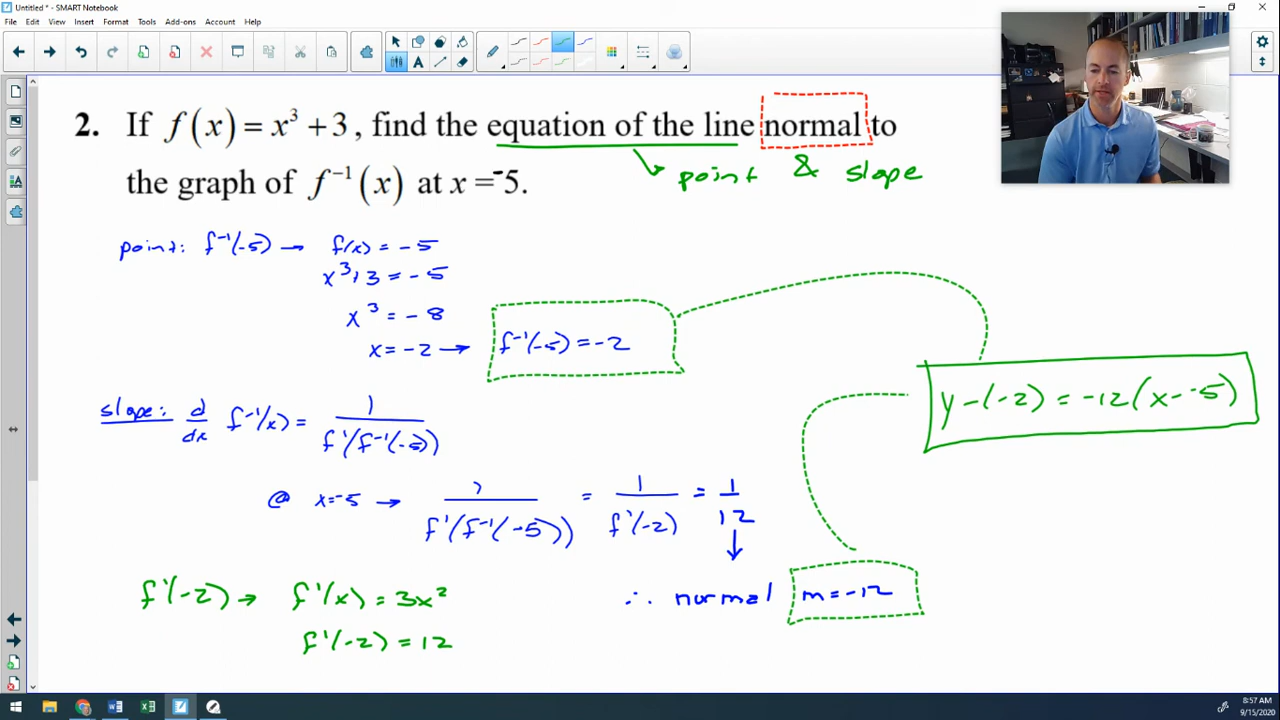 Untitled * - SMART Notebook
File Edit View Insert Format Tools Add-ons Account Help
2. If f(x) = x³ + 3, find the equation of the line normal to
point & slope
the graph of f⁻¹(x) at x = ⁻5.
point: f⁻¹(-5) → f(x) = -5
x³+3 = -5
x³ = -8
x = -2 → f⁻¹(-5) = -2
y-(-2) = -12(x--5)
slope: d/dx f⁻¹(x) = 1/f'(f⁻¹(-5))
@ x=-5 → 1/f'(f⁻¹(-5)) = 1/f'(-2) = 1/12
↓
f'(-2) → f'(x) = 3x²
∴ normal m = -12
f'(-2) = 12
8:57 AM
9/15/2020